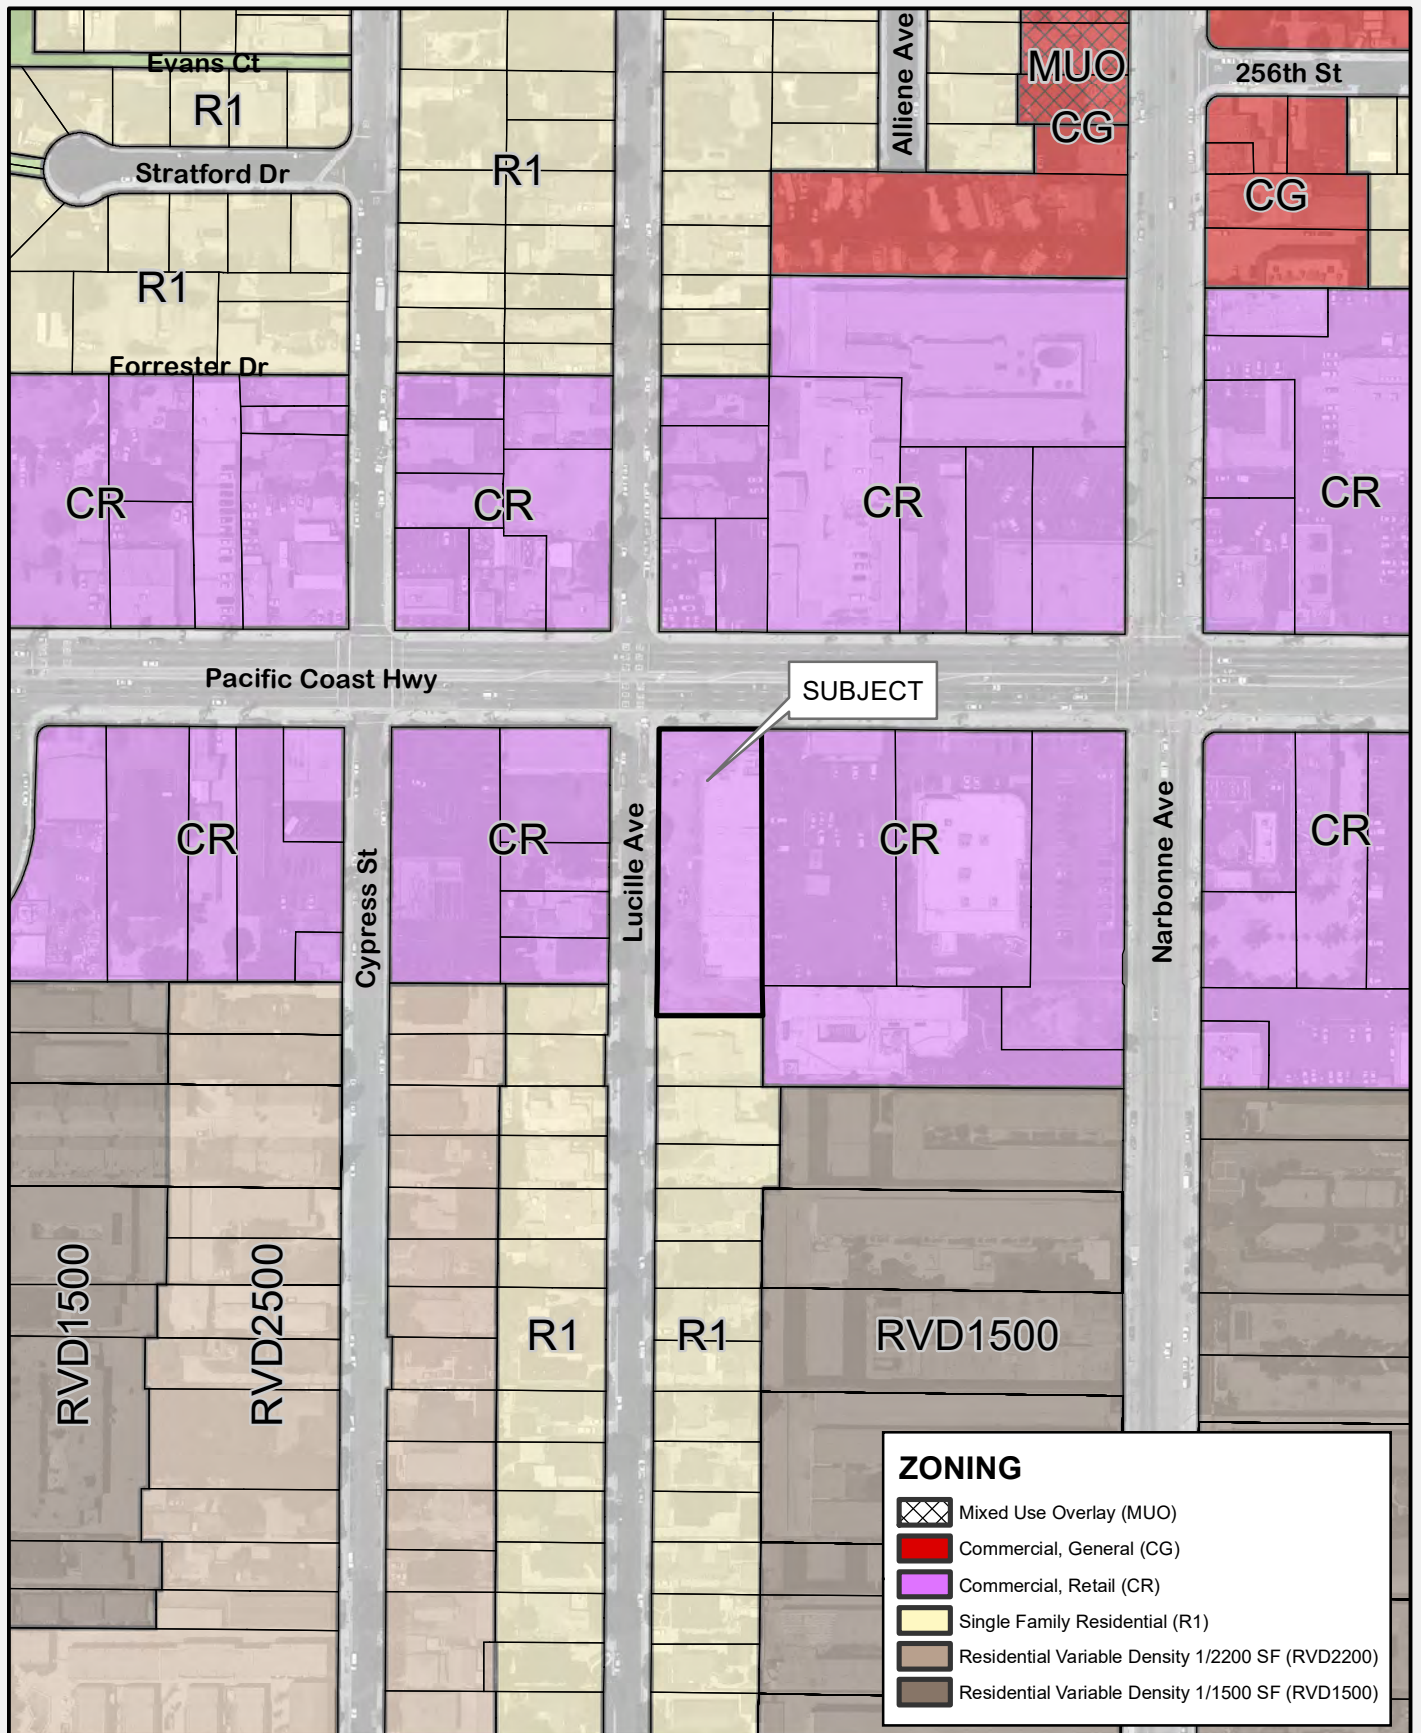 Evans Ct
R1
Stratford Dr
R1
Forrester Dr
R1
Alliene Ave
MUO
CG
256th St
CG
CR
CR
CR
CR
Pacific Coast Hwy
SUBJECT
CR
Cypress St
CR
Lucille Ave
CR
Narbonne Ave
CR
RVD1500
RVD2500
R1
R1
RVD1500
ZONING
Mixed Use Overlay (MUO)
Commercial, General (CG)
Commercial, Retail (CR)
Single Family Residential (R1)
Residential Variable Density 1/2200 SF (RVD2200)
Residential Variable Density 1/1500 SF (RVD1500)